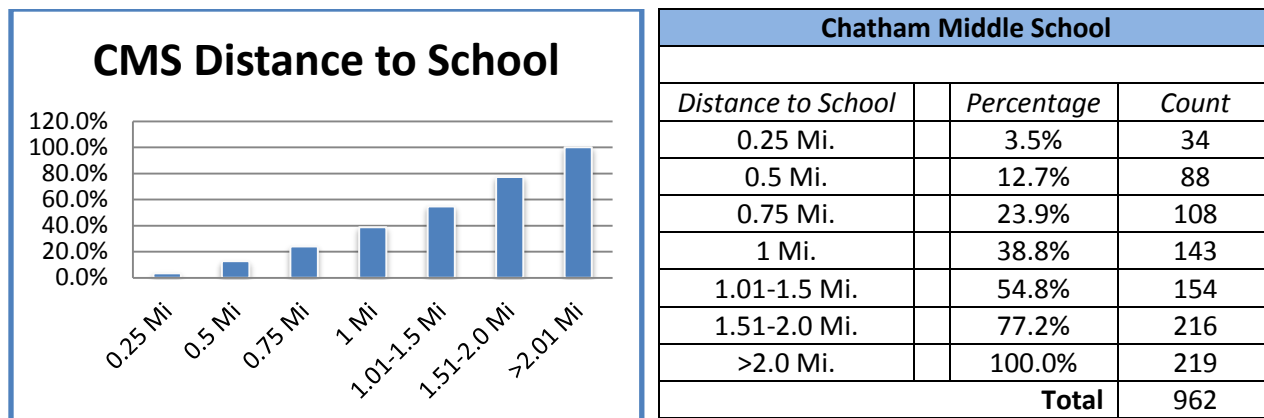 CMS Distance to School
120.0%
100.0%
80.0%
60.0%
40.0%
20.0%
0.0%
0.25 Mi
0.5 Mi
0.75 Mi
1 Mi
1.01-1.5 Mi
1.51-2.0 Mi
>2.01 Mi
Chatham Middle School
Distance to School Percentage Count
0.25 Mi. 3.5% 34
0.5 Mi. 12.7% 88
0.75 Mi. 23.9% 108
1 Mi. 38.8% 143
1.01-1.5 Mi. 54.8% 154
1.51-2.0 Mi. 77.2% 216
>2.0 Mi. 100.0% 219
Total 962